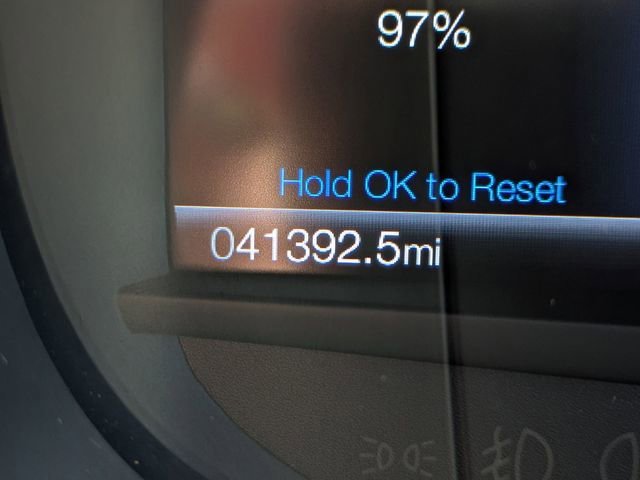 97%
Hold OK to Reset
041392.5mi